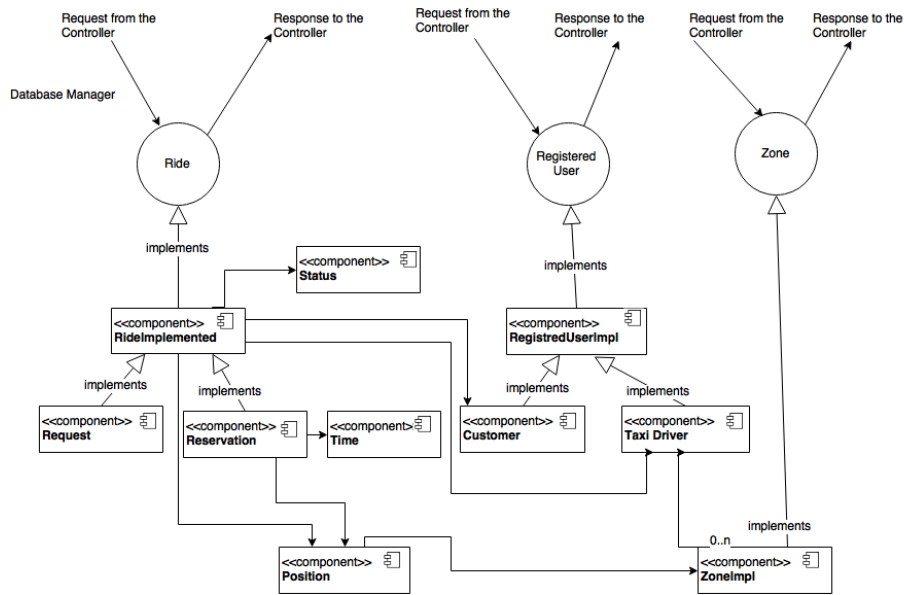 Request from the
Controller
Response to the
Controller
Request from the
Controller
Response to the
Controller
Request from the
Controller
Response to the
Controller
Database Manager
Ride
Registered
User
Zone
implements
implements
<<component>>
Status
<<component>>
RideImplemented
<<component>>
RegistredUserImpl
implements
implements
implements
implements
<<component>>
Request
<<component>>
Reservation
<<component>>
Time
<<component>>
Customer
<<component>>
Taxi Driver
implements
0..n
<<component>>
Position
<<component>>
ZoneImpl